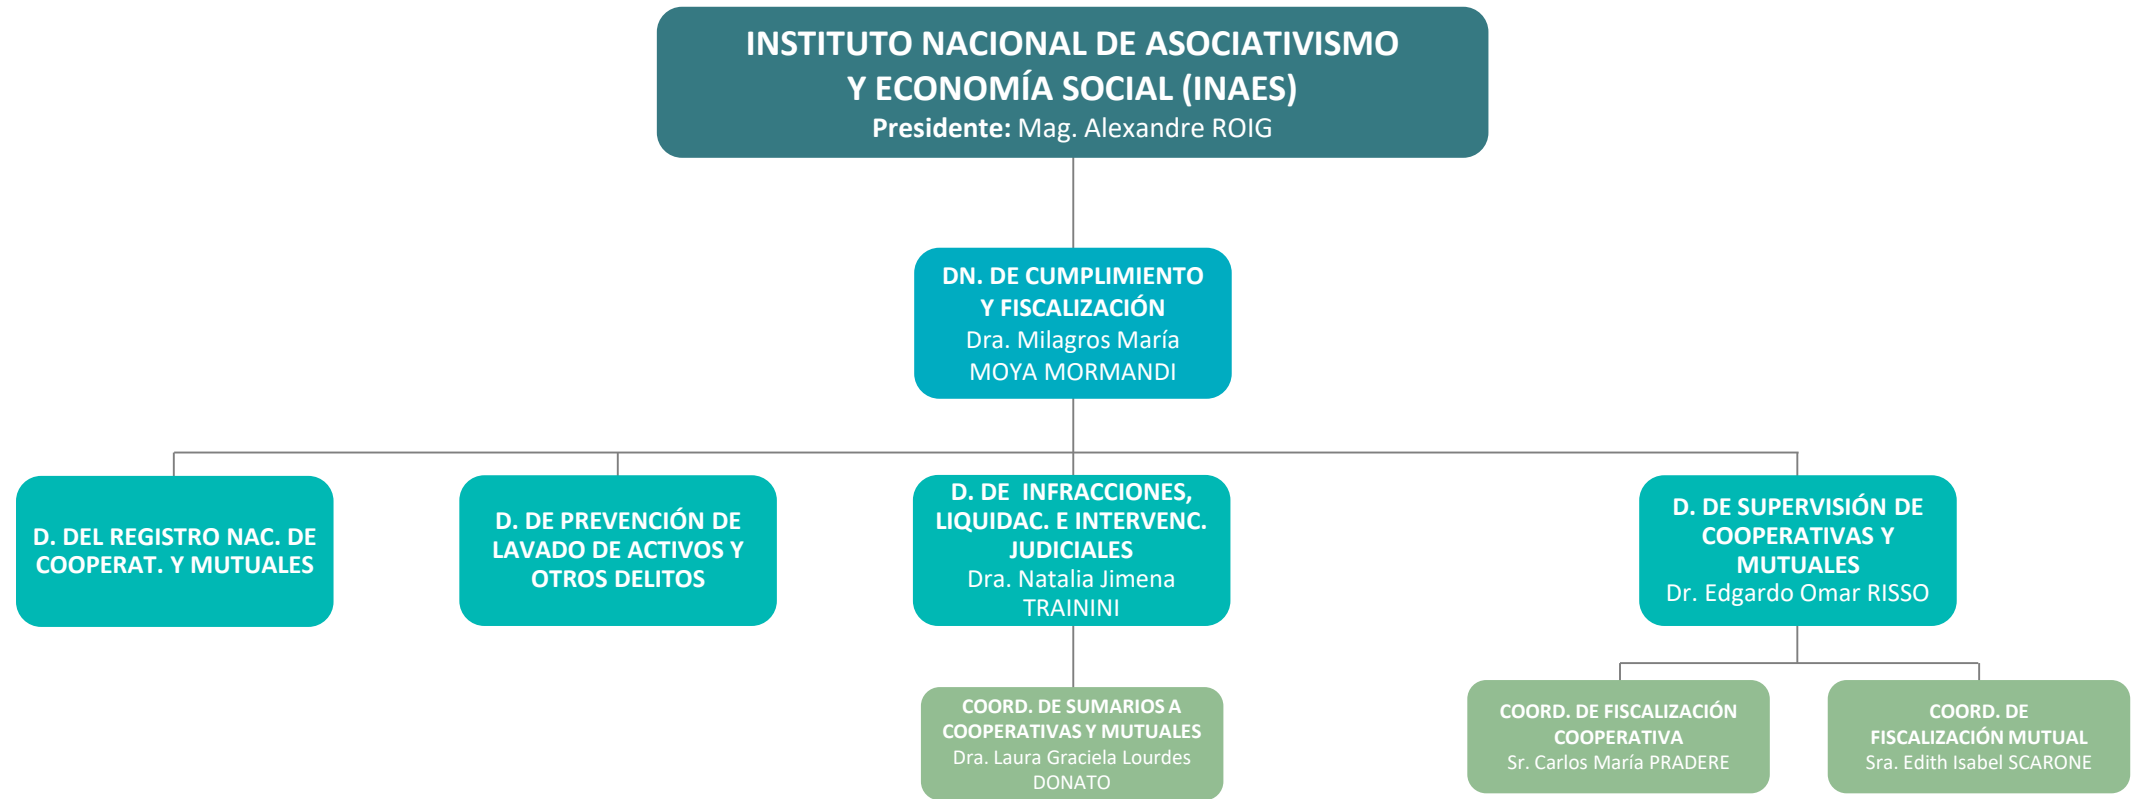 INSTITUTO NACIONAL DE ASOCIATIVISMO
Y ECONOMÍA SOCIAL (INAES)
Presidente: Mag. Alexandre ROIG
DN. DE CUMPLIMIENTO
Y FISCALIZACIÓN
Dra. Milagros María
MOYA MORMANDI
D. DEL REGISTRO NAC. DE
COOPERAT. Y MUTUALES
D. DE PREVENCIÓN DE
LAVADO DE ACTIVOS Y
OTROS DELITOS
D. DE INFRACCIONES,
LIQUIDAC. E INTERVENC.
JUDICIALES
Dra. Natalia Jimena
TRAININI
D. DE SUPERVISIÓN DE
COOPERATIVAS Y
MUTUALES
Dr. Edgardo Omar RISSO
COORD. DE SUMARIOS A
COOPERATIVAS Y MUTUALES
Dra. Laura Graciela Lourdes
DONATO
COORD. DE FISCALIZACIÓN
COOPERATIVA
Sr. Carlos María PRADERE
COORD. DE
FISCALIZACIÓN MUTUAL
Sra. Edith Isabel SCARONE